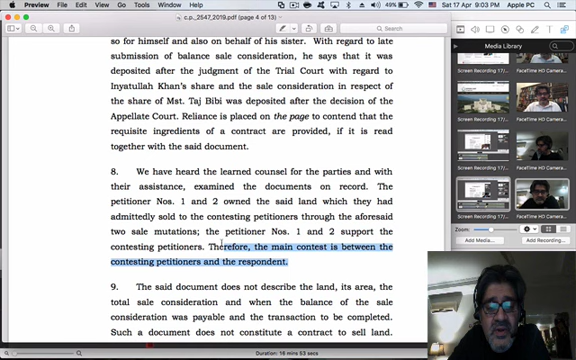 Preview File Edit View Go Tools Window Help
49% Sat 17 Apr 9:03 PM Apple PC
c.p._2547_2019.pdf (page 4 of 13)
Search
Media Library
so for himself and also on behalf of his sister. With regard to late
submission of balance sale consideration, he says that it was
deposited after the judgment of the Trial Court with regard to
Inyatullah Khan's share and the sale consideration in respect of
the share of Mst. Taj Bibi was deposited after the decision of the
Appellate Court. Reliance is placed on the page to contend that the
requisite ingredients of a contract are provided, if it is read
together with the said document.
8. We have heard the learned counsel for the parties and with
their assistance, examined the documents on record. The
petitioner Nos. 1 and 2 owned the said land which they had
admittedly sold to the contesting petitioners through the aforesaid
two sale mutations; the petitioner Nos. 1 and 2 support the
contesting petitioners. Therefore, the main contest is between the
contesting petitioners and the respondent.
9. The said document does not describe the land, its area, the
total sale consideration and when the balance of the sale
consideration was payable and the transaction to be completed.
Such a document does not constitute a contract to sell land.
Screen Recording 17/... FaceTime HD Camera...
Screen Recording 17/... FaceTime HD Camera...
Screen Recording 17/... FaceTime HD Camera...
Screen Recording 17/... FaceTime HD Camera...
Add Media... Add Recording...
Duration: 16 mins 53 secs